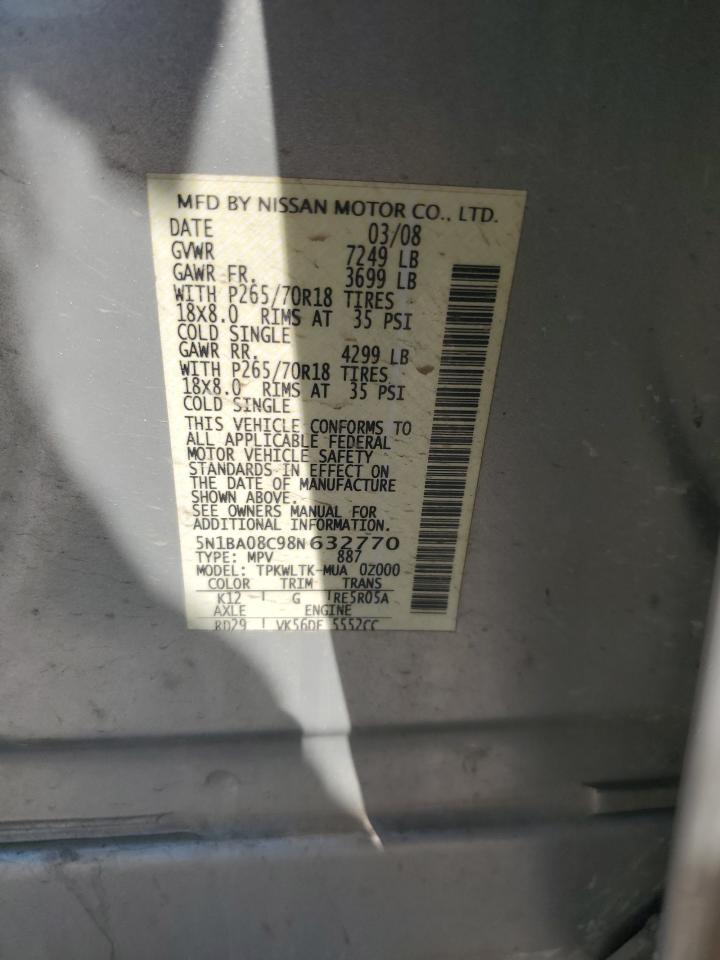 MFD BY NISSAN MOTOR CO., LTD.
DATE 03/08
GVWR 7249 LB
GAWR FR. 3699 LB
WITH P265/70R18 TIRES
18X8.0 RIMS AT 35 PSI
COLD SINGLE
GAWR RR. 4299 LB
WITH P265/70R18 TIRES
18X8.0 RIMS AT 35 PSI
COLD SINGLE
THIS VEHICLE CONFORMS TO
ALL APPLICABLE FEDERAL
MOTOR VEHICLE SAFETY
STANDARDS IN EFFECT ON
THE DATE OF MANUFACTURE
SHOWN ABOVE.
SEE OWNERS MANUAL FOR
ADDITIONAL INFORMATION.
5N1BA08C98N632770
TYPE: MPV 887
MODEL: TPKWLTK-MUA 0Z000
COLOR TRIM TRANS
K12 G RE5R05A
AXLE ENGINE
RD29 VK56DE 5552CC